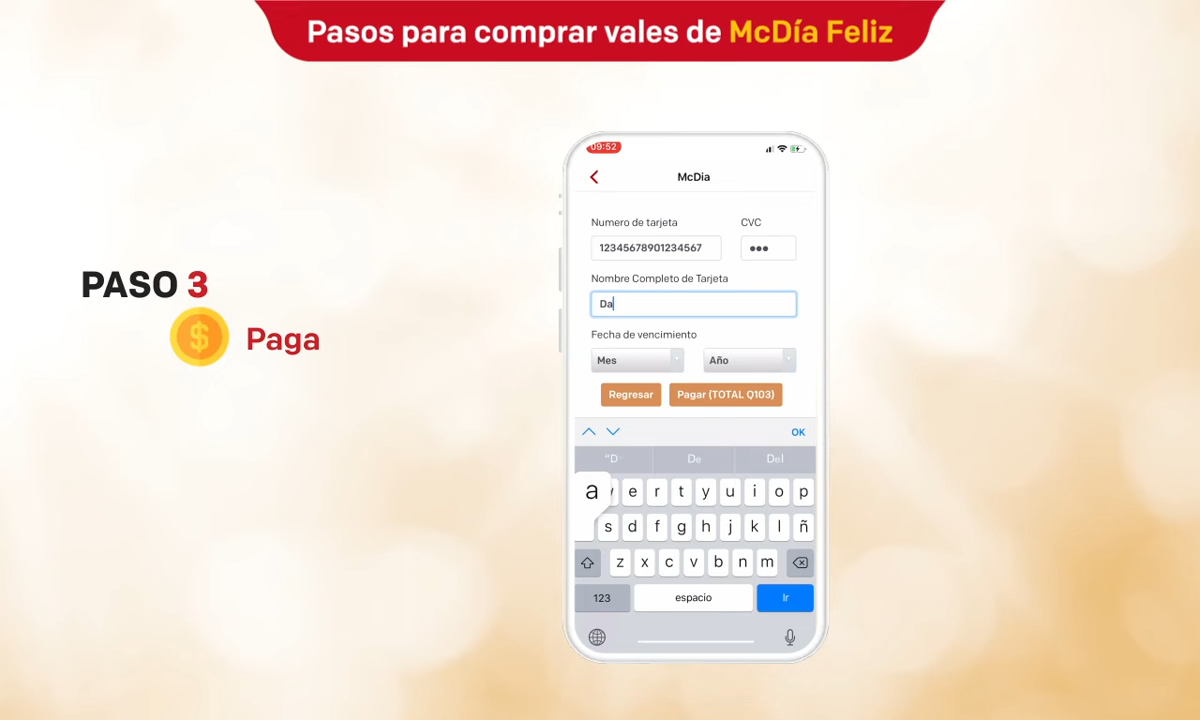 Pasos para comprar vales de McDía Feliz
PASO 3
$ Paga
09:52
McDia
Numero de tarjeta CVC
12345678901234567 •••
Nombre Completo de Tarjeta
Da
Fecha de vencimiento
Mes Año
Regresar Pagar (TOTAL Q103)
OK
“D De Del
a e r t y u i o p
s d f g h j k l ñ
z x c v b n m
123 espacio Ir